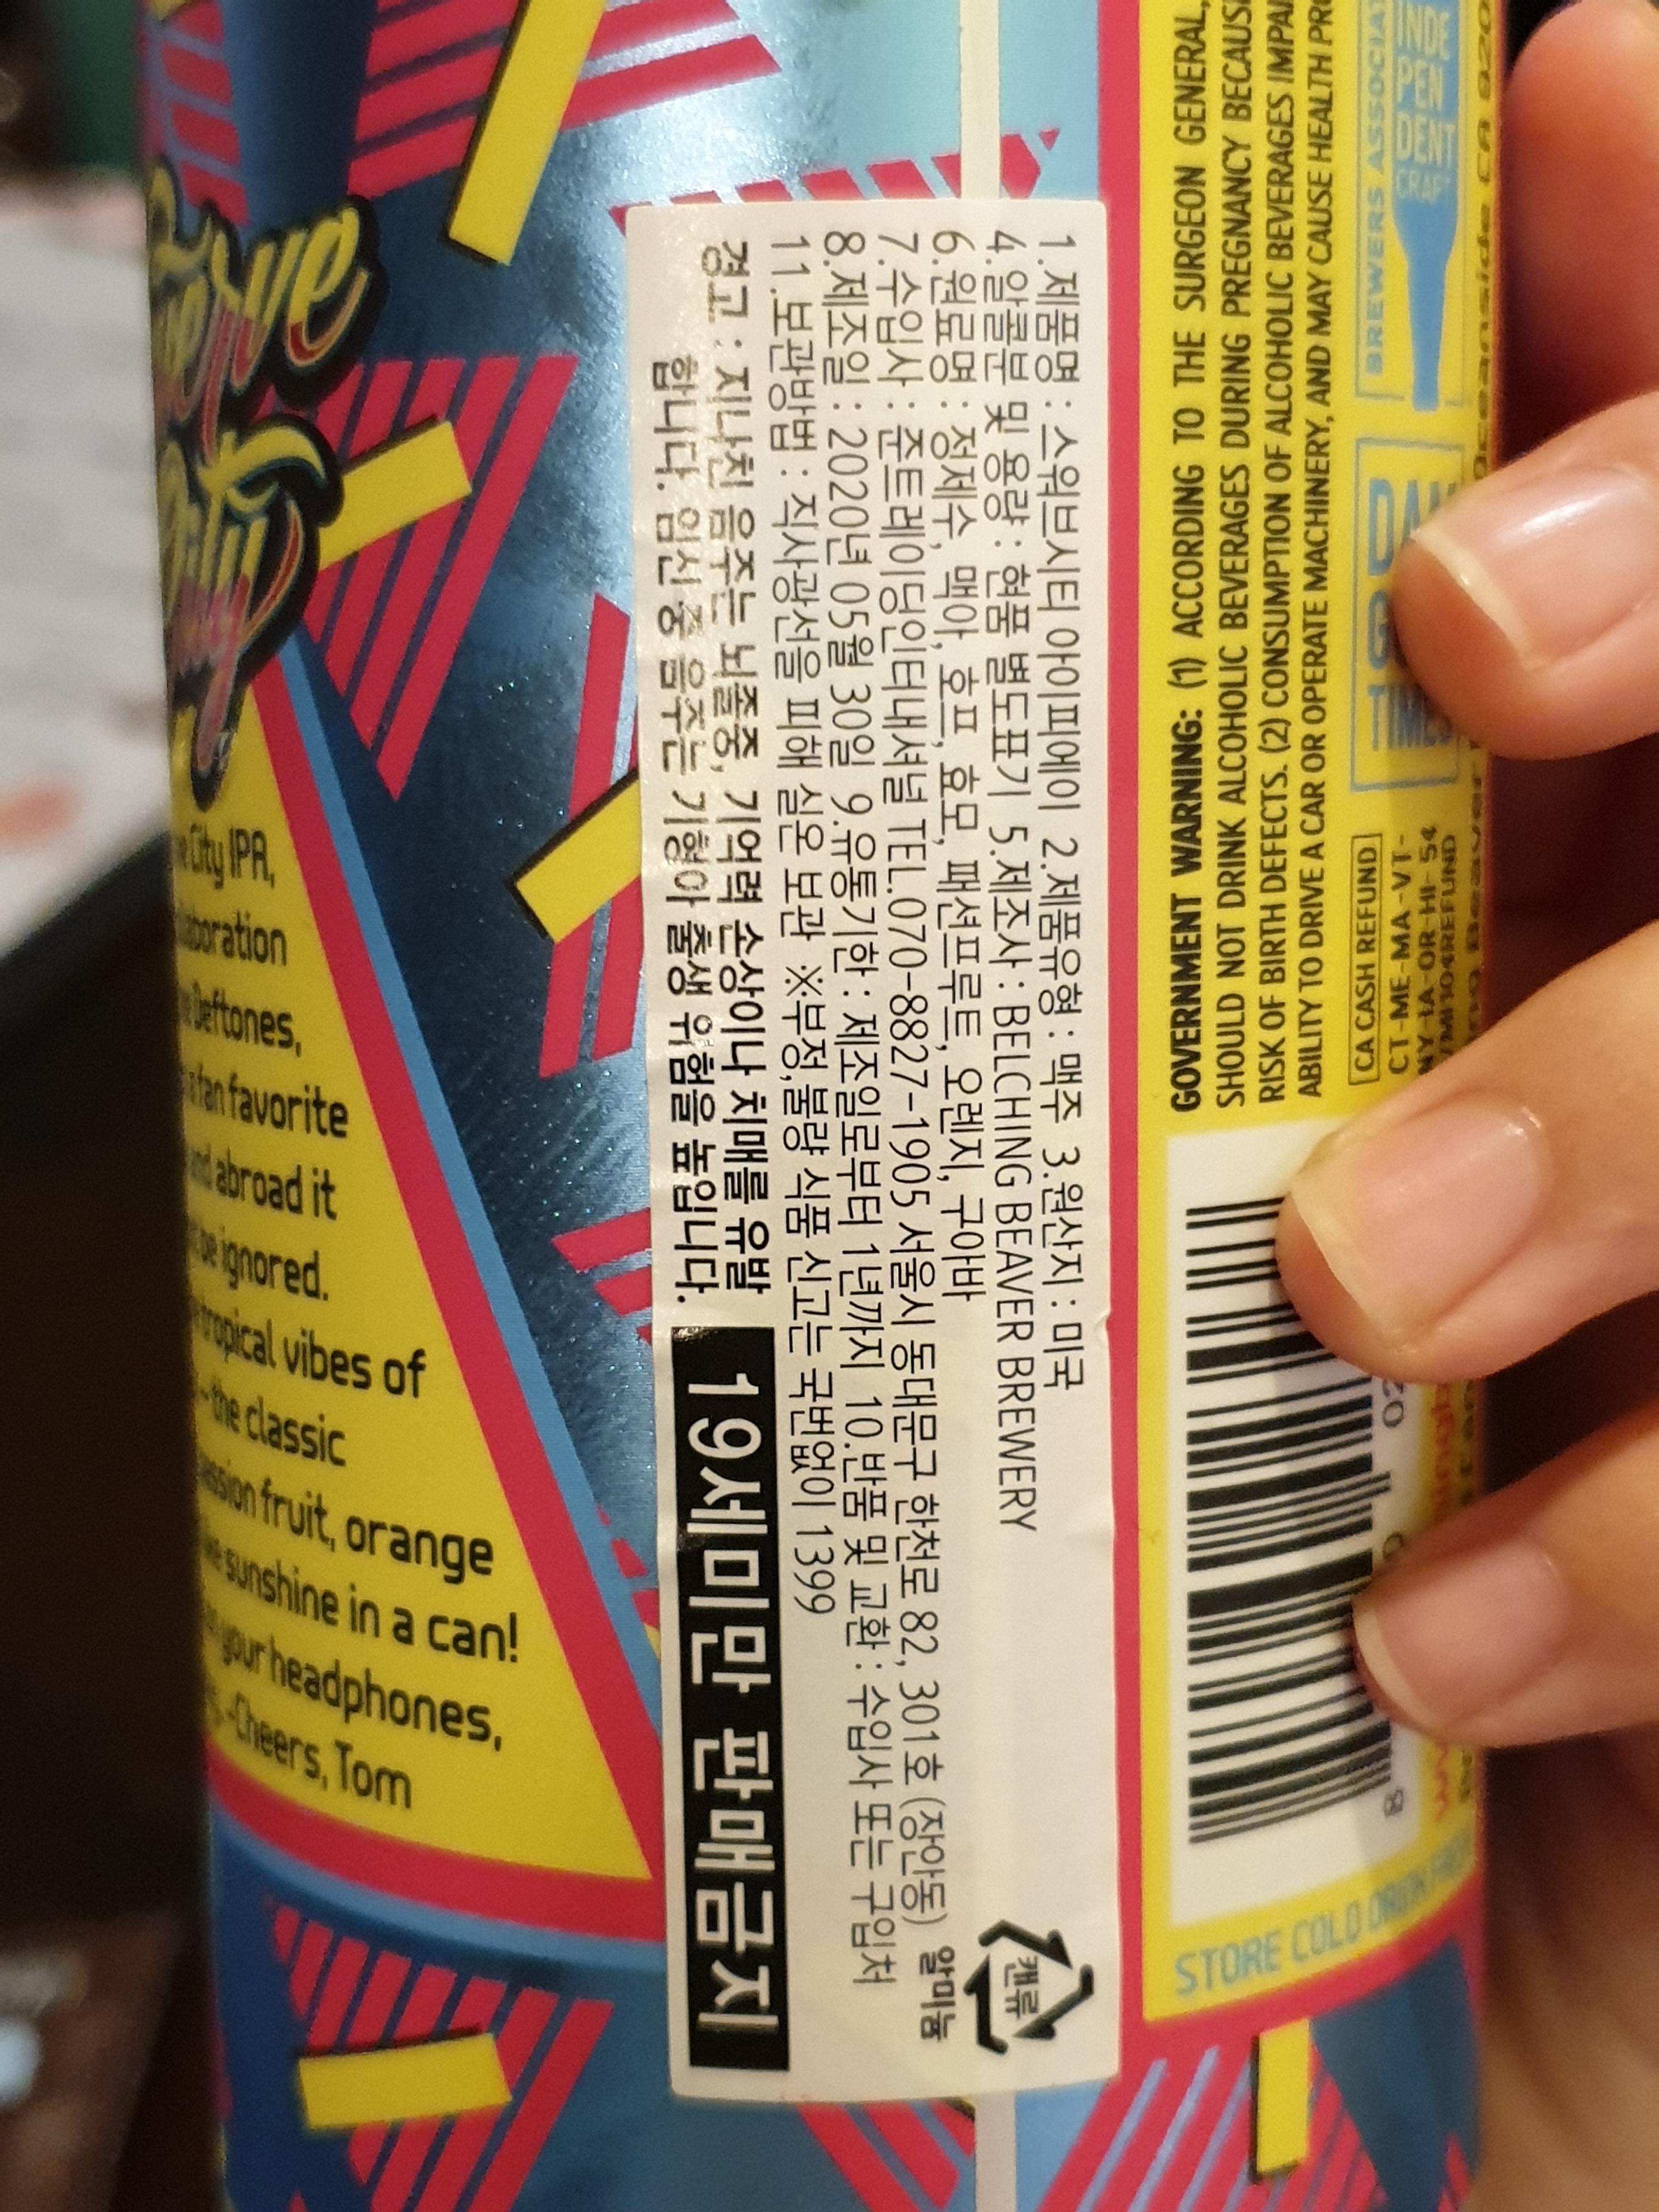 1.제품명 : 스워브시티 아이피에이 2.제품유형 : 맥주 3.원산지 : 미국
4.알콜분 및 용량 : 현품 별도표기 5.제조사 : BELCHING BEAVER BREWERY
6.원료명 : 정제수, 맥아, 호프, 효모, 패션프루트, 오렌지, 구아바
7.수입사 : 준트레이딩인터내셔널 TEL.070-8827-1905 서울시 동대문구 한천로 82, 301호 (장안동)
8.제조일 : 2020년 05월 30일 9.유통기한 : 제조일로부터 1년까지 10.반품 및 교환 : 수입사 또는 구입처
11.보관방법 : 직사광선을 피해 실온 보관 ※부정,불량 식품 신고는 국번없이 1399
경고 : 지나친 음주는 뇌졸중, 기억력 소상이나 치매를 유발
합니다. 임신 중 음주는 기형아 출생 위험을 높입니다.
19세미만 판매금지
캔류
알미늄
GOVERNMENT WARNING: (1) ACCORDING TO THE SURGEON GENERAL,
SHOULD NOT DRINK ALCOHOLIC BEVERAGES DURING PREGNANCY
RISK OF BIRTH DEFECTS. (2) CONSUMPTION OF ALCOHOLIC BEVERAGES
ABILITY TO DRIVE A CAR OR OPERATE MACHINERY, AND MAY CAUSE HEALTH
BREWERS
INDE
PEN
DENT
CRAFT
CA CASH REFUND
CT-ME-MA-VT-
OR-HI-5¢
STORE COLD
City IPA,
Deftones,
fan favorite
abroad it
be ignored.
tropical vibes of
the classic
fruit, orange
sunshine in a can!
your headphones,
-Cheers, Tom